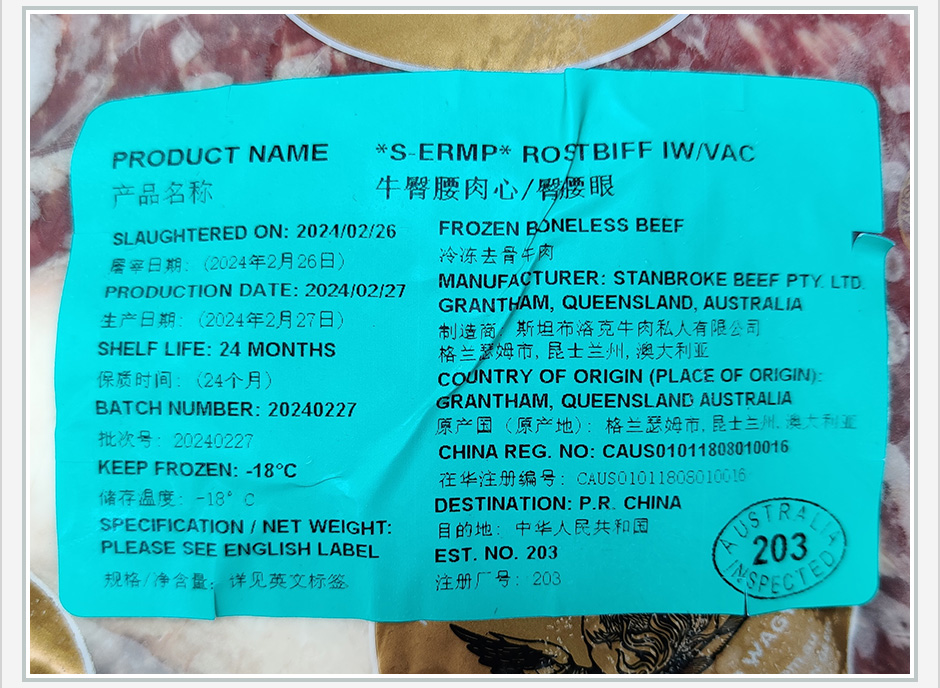 PRODUCT NAME *S-ERMP* ROSTBIFF IW/VAC
产品名称 牛臀腰肉心/臀腰眼
SLAUGHTERED ON: 2024/02/26
屠宰日期:（2024年2月26日）
PRODUCTION DATE: 2024/02/27
生产日期:（2024年2月27日）
SHELF LIFE: 24 MONTHS
保质时间:（24个月）
BATCH NUMBER: 20240227
批次号: 20240227
KEEP FROZEN: -18°C
储存温度: -18° C
SPECIFICATION / NET WEIGHT:
PLEASE SEE ENGLISH LABEL
规格/净含量: 详见英文标签
FROZEN BONELESS BEEF
冷冻去骨牛肉
MANUFACTURER: STANBROKE BEEF PTY. LTD.
GRANTHAM, QUEENSLAND, AUSTRALIA
制造商: 斯坦布洛克牛肉私人有限公司
格兰瑟姆市, 昆士兰州, 澳大利亚
COUNTRY OF ORIGIN (PLACE OF ORIGIN):
GRANTHAM, QUEENSLAND AUSTRALIA
原产国（原产地）: 格兰瑟姆市, 昆士兰州, 澳大利亚
CHINA REG. NO: CAUS01011808010016
在华注册编号: CAUS01011808010016
DESTINATION: P.R. CHINA
目的地: 中华人民共和国
EST. NO. 203
注册厂号: 203
AUSTRALIA
203
INSPECTED